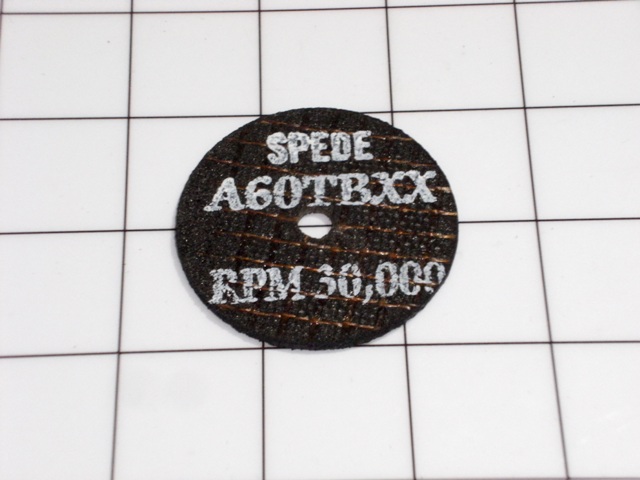 SPEDE
A60TBXX
RPM 30,000